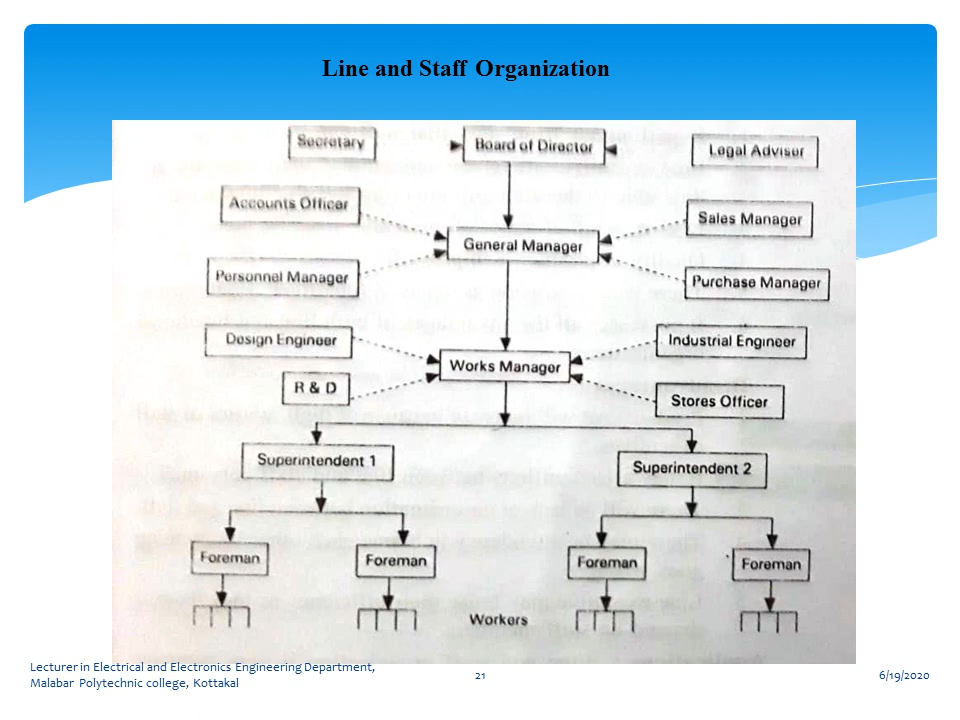 Line and Staff Organization
Secretary
Board of Director
Legal Adviser
Accounts Officer
Sales Manager
General Manager
Personnel Manager
Purchase Manager
Design Engineer
Industrial Engineer
Works Manager
R & D
Stores Officer
Superintendent 1
Superintendent 2
Foreman
Foreman
Foreman
Foreman
Workers
Lecturer in Electrical and Electronics Engineering Department,
Malabar Polytechnic college, Kottakal
21
6/19/2020